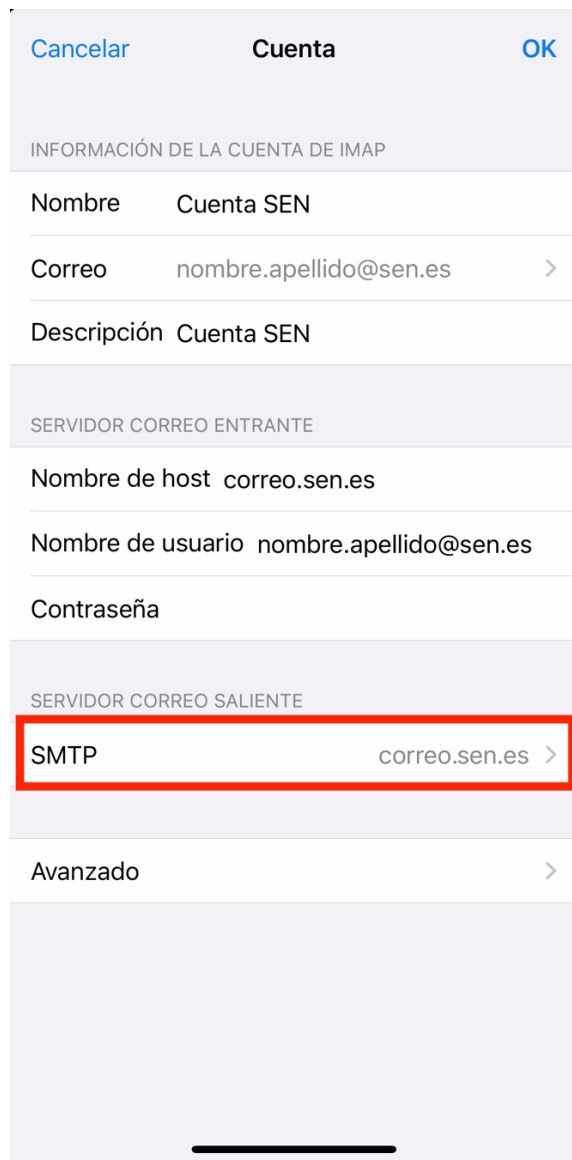 Cancelar Cuenta OK
INFORMACIÓN DE LA CUENTA DE IMAP
Nombre Cuenta SEN
Correo nombre.apellido@sen.es
Descripción Cuenta SEN
SERVIDOR CORREO ENTRANTE
Nombre de host correo.sen.es
Nombre de usuario nombre.apellido@sen.es
Contraseña
SERVIDOR CORREO SALIENTE
SMTP correo.sen.es
Avanzado